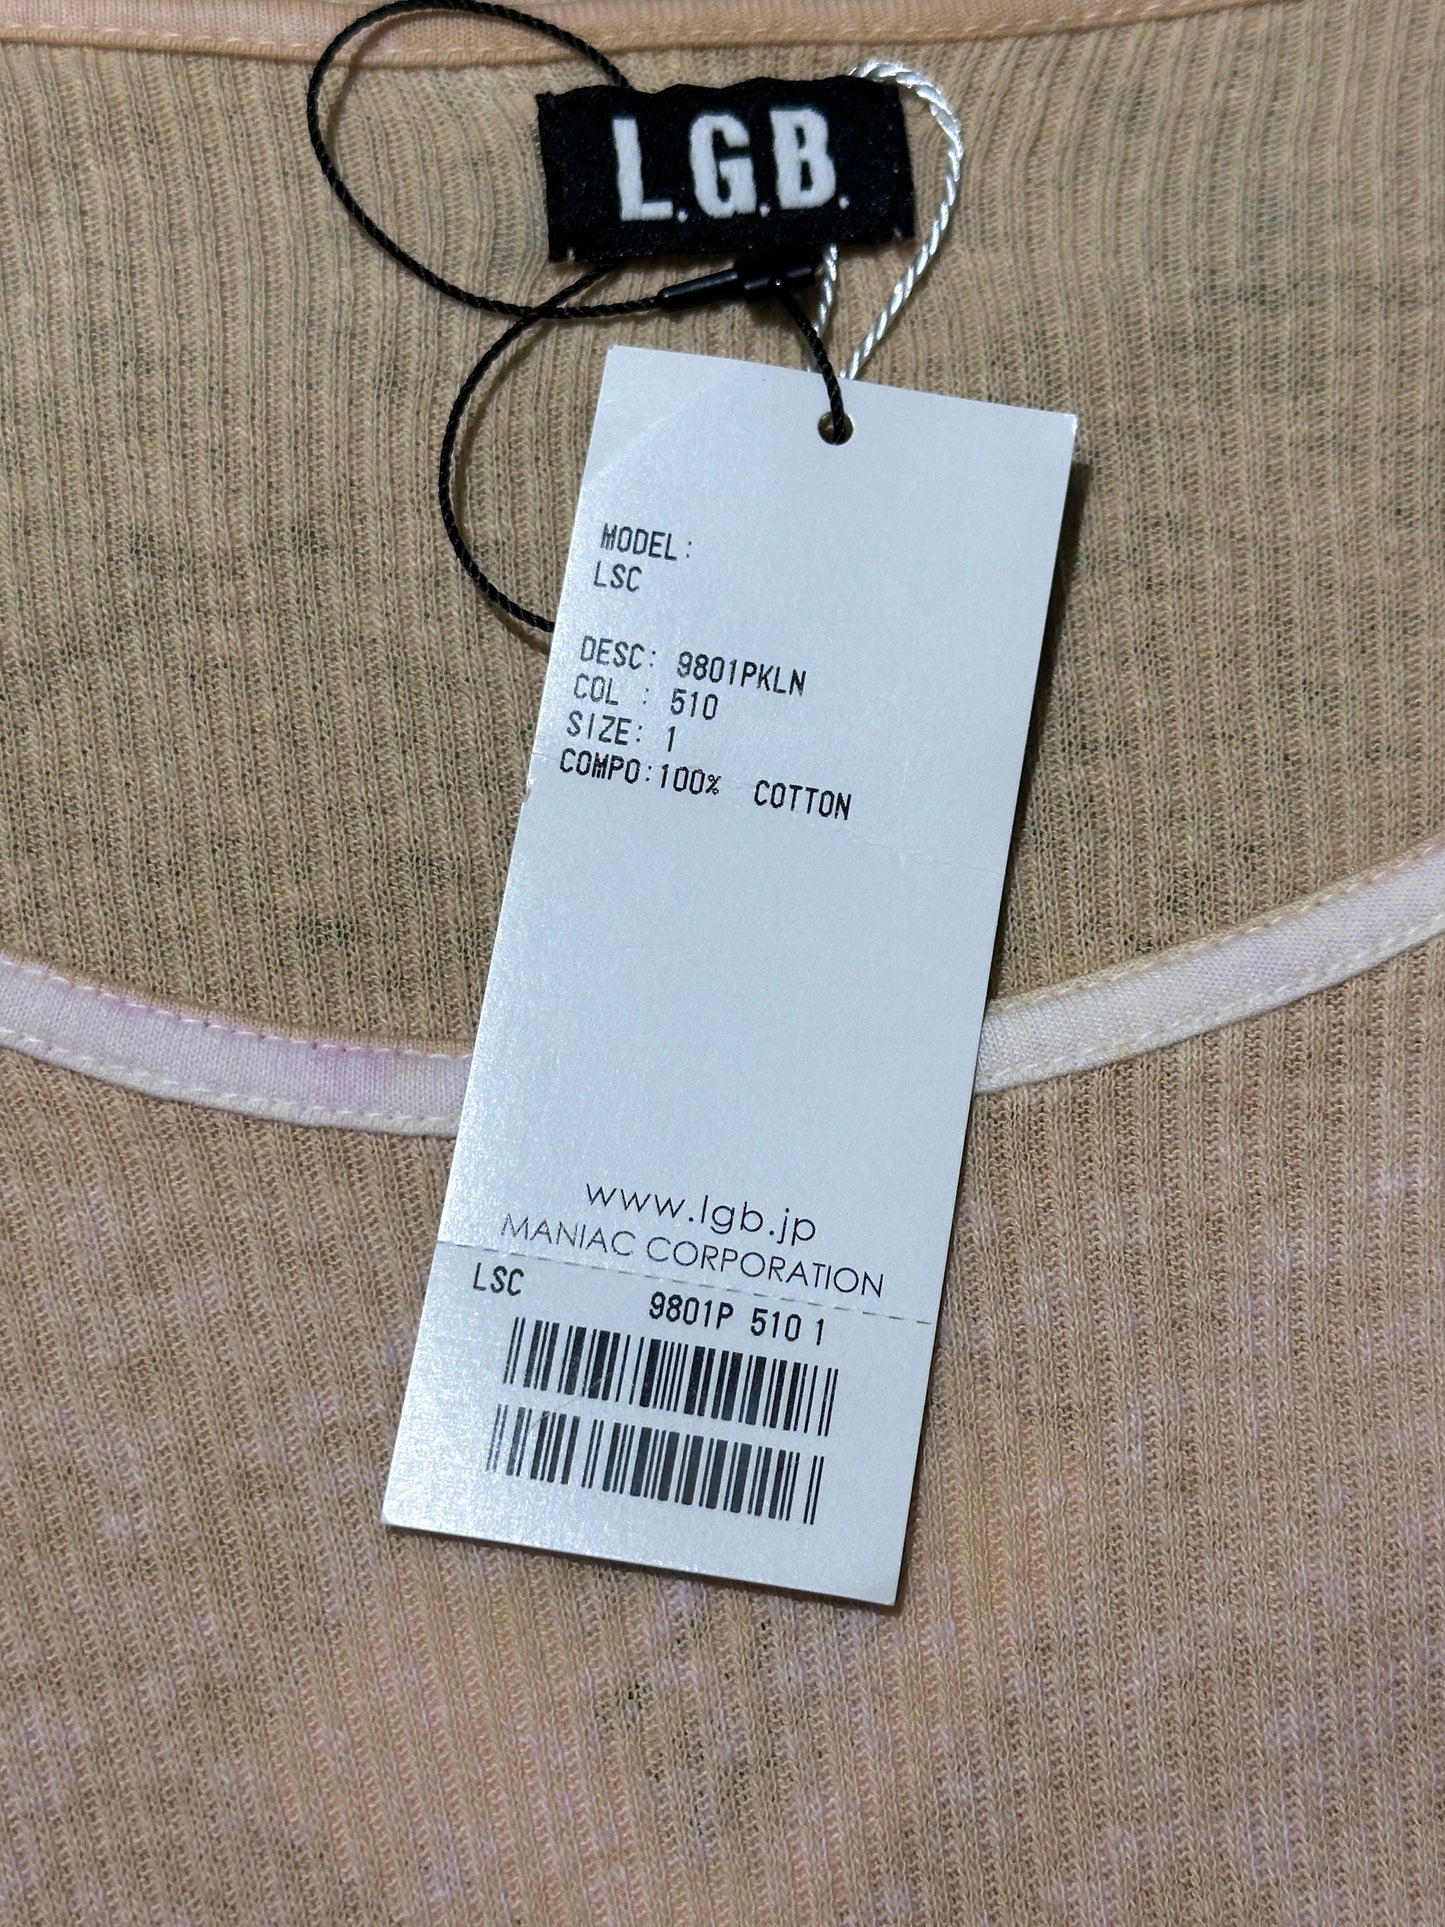 L.G.B.
MODEL:
LSC
DESC: 9801PKLN
COL : 510
SIZE: 1
COMPO:100% COTTON
www.lgb.jp
MANIAC CORPORATION
LSC 9801P 510 1